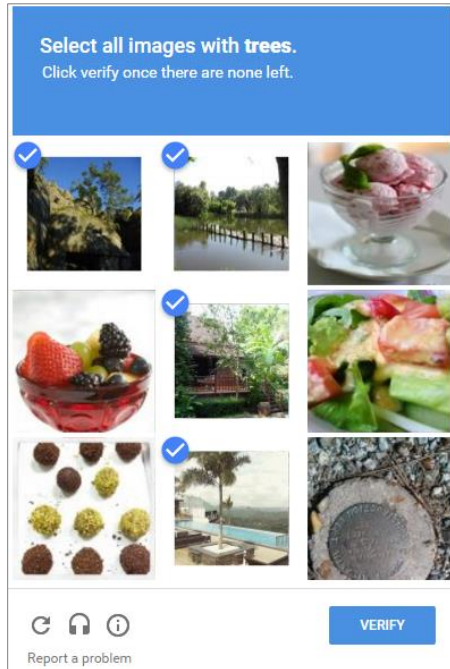 Select all images with trees.
Click verify once there are none left.
VERIFY
Report a problem